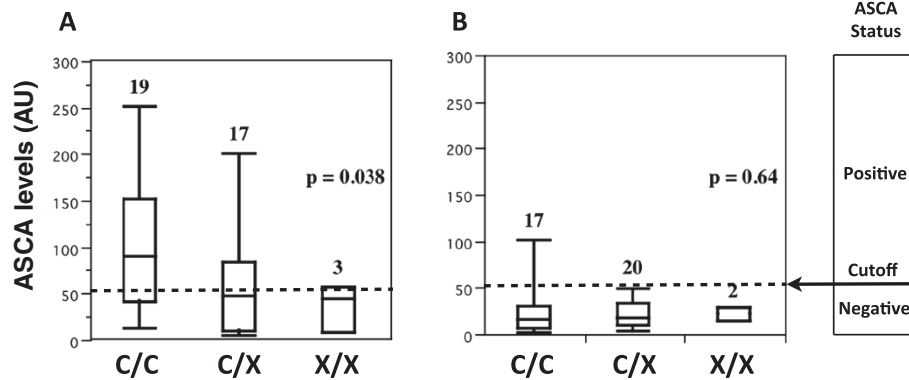 A
ASCA levels (AU)
300
250
200
150
100
50
0
19
17
3
p = 0.038
C/C
C/X
X/X
B
300
250
200
150
100
50
0
17
20
2
p = 0.64
C/C
C/X
X/X
ASCA
Status
Positive
Cutoff
Negative